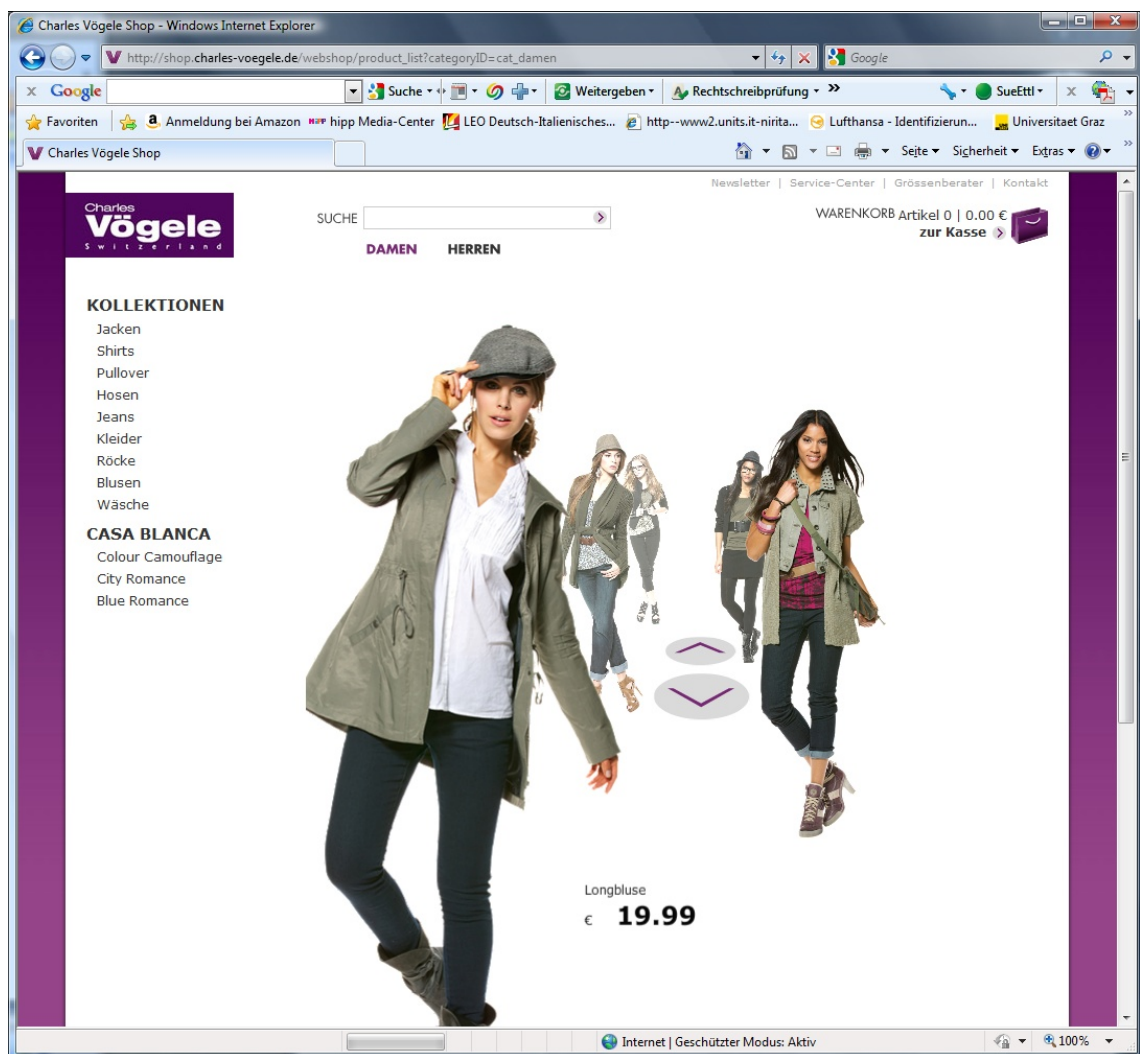 Charles Vögele Shop - Windows Internet Explorer
http://shop.charles-voegele.de/webshop/product_list?categoryID=cat_damen
Google
Google
Suche
Weitergeben
Rechtschreibprüfung
SueEttl
Favoriten
Anmeldung bei Amazon
hipp Media-Center
LEO Deutsch-Italienisches...
http--www2.units.it-nirita...
Lufthansa - Identifizierun...
Universitaet Graz
Charles Vögele Shop
Seite
Sicherheit
Extras
Newsletter | Service-Center | Grössenberater | Kontakt
Charles
Vögele
Switzerland
SUCHE
WARENKORB Artikel 0 | 0.00 €
zur Kasse
DAMEN HERREN
KOLLEKTIONEN
Jacken
Shirts
Pullover
Hosen
Jeans
Kleider
Röcke
Blusen
Wäsche
CASA BLANCA
Colour Camouflage
City Romance
Blue Romance
Longbluse
€ 19.99
Internet | Geschützter Modus: Aktiv
100%